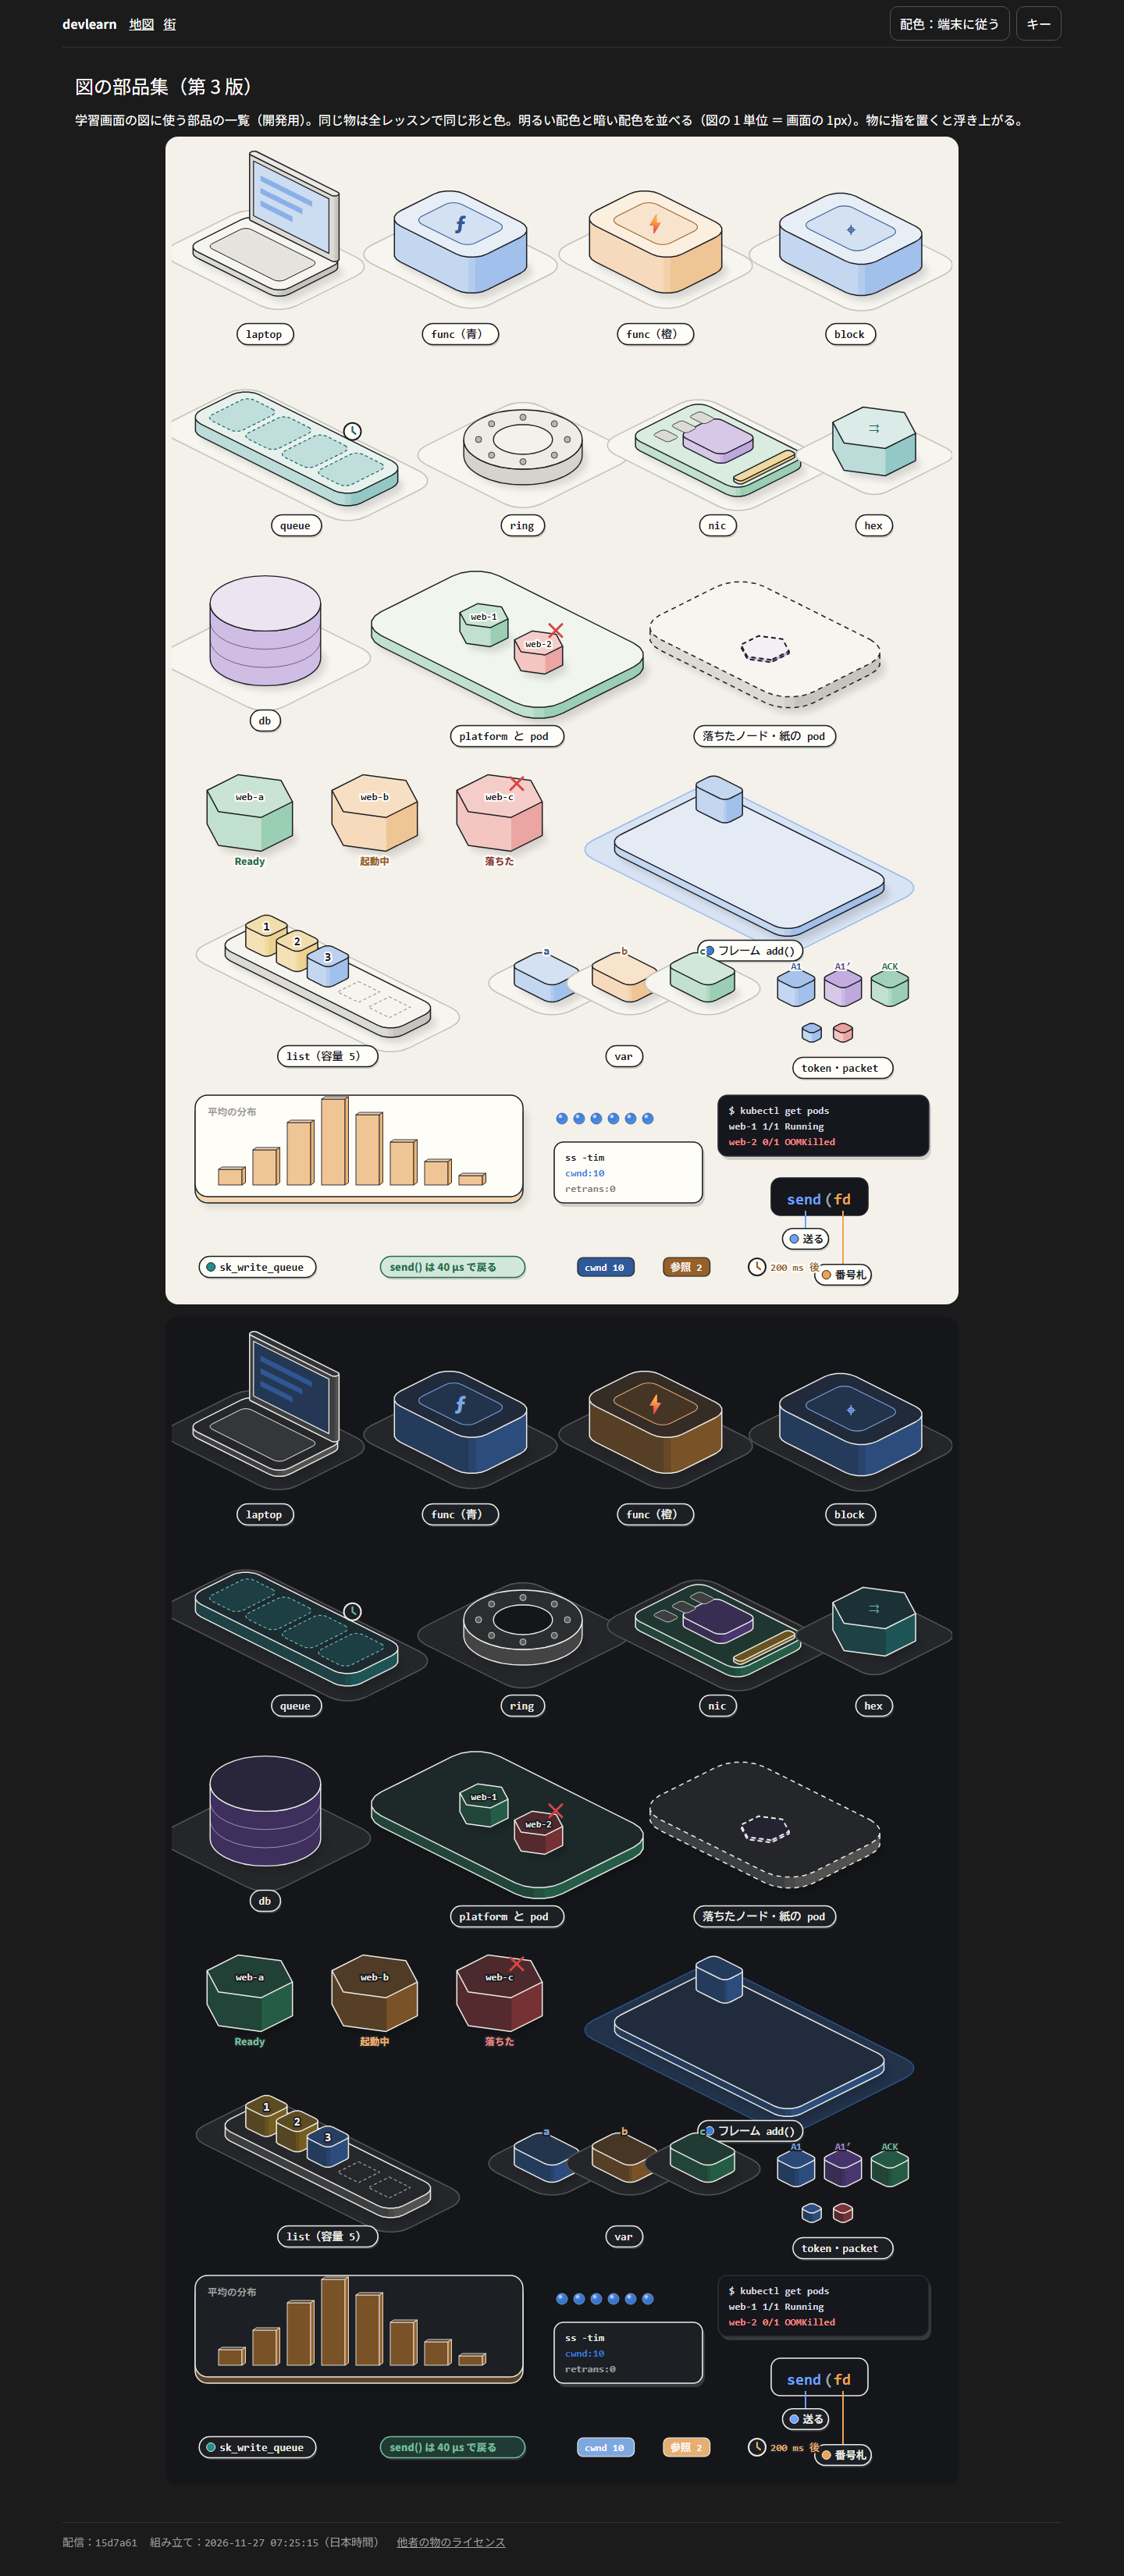 devlearn 地図 街
配色：端末に従う キー
図の部品集（第 3 版）
学習画面の図に使う部品の一覧（開発用）。同じ物は全レッスンで同じ形と色。明るい配色と暗い配色を並べる（図の 1 単位 ＝ 画面の 1px）。物に指を置くと浮き上がる。
ƒ
laptop func（青） func（橙） block
⇉
queue ring nic hex
web-1
web-2
db
platform と pod 落ちたノード・紙の pod
web-a web-b web-c
Ready 起動中 落ちた
1
2
3
フレーム add()
a b c
A1 A1′ ACK
list（容量 5） var
token・packet
平均の分布
$ kubectl get pods
web-1 1/1 Running
web-2 0/1 OOMKilled
ss -tim
cwnd:10
retrans:0
send(fd
送る
sk_write_queue send() は 40 μs で戻る cwnd 10 参照 2 200 ms 後
番号札
ƒ
laptop func（青） func（橙） block
⇉
queue ring nic hex
web-1
web-2
db
platform と pod 落ちたノード・紙の pod
web-a web-b web-c
Ready 起動中 落ちた
1
2
3
フレーム add()
a b c
A1 A1′ ACK
list（容量 5） var
token・packet
平均の分布
$ kubectl get pods
web-1 1/1 Running
web-2 0/1 OOMKilled
ss -tim
cwnd:10
retrans:0
send(fd
送る
sk_write_queue send() は 40 μs で戻る cwnd 10 参照 2 200 ms 後
番号札
配信：15d7a61 組み立て：2026-11-27 07:25:15（日本時間） 他者の物のライセンス